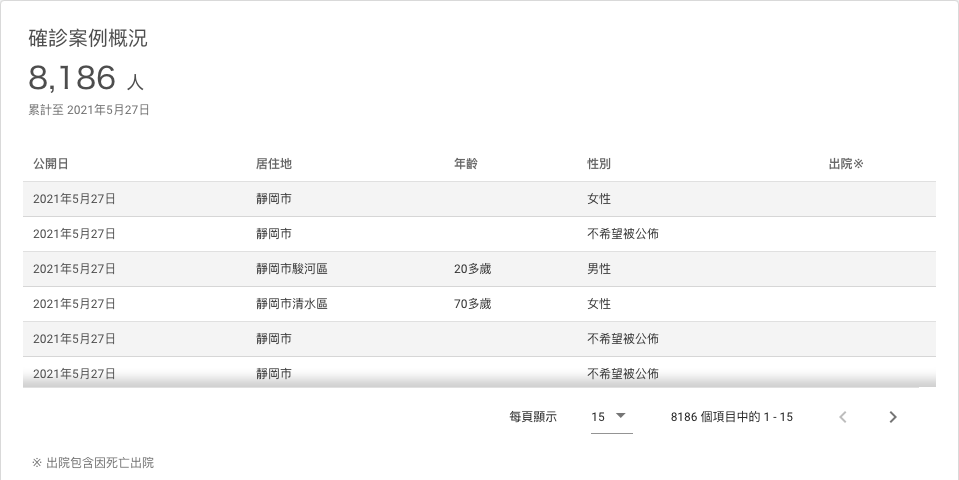 確診案例概況
8,186 人
累計至 2021年5月27日
公開日 居住地 年齡 性別 出院※
2021年5月27日 靜岡市 女性
2021年5月27日 靜岡市 不希望被公佈
2021年5月27日 靜岡市駿河區 20多歲 男性
2021年5月27日 靜岡市清水區 70多歲 女性
2021年5月27日 靜岡市 不希望被公佈
2021年5月27日 靜岡市 不希望被公佈
每頁顯示 15 8186 個項目中的 1 - 15
※ 出院包含因死亡出院